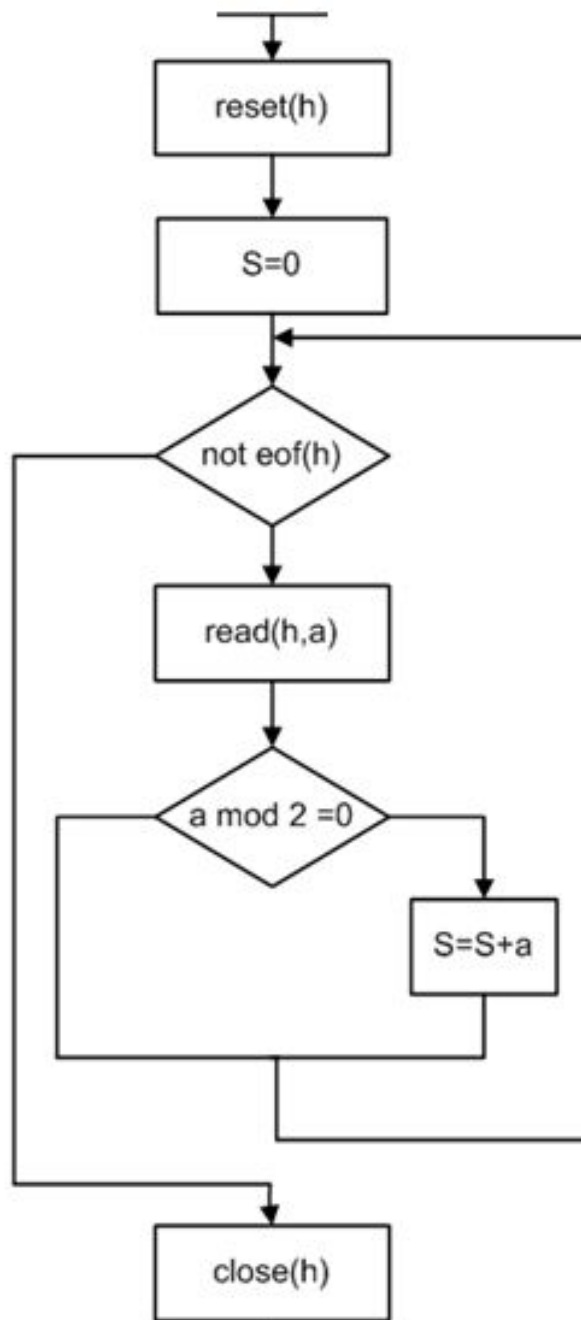 reset(h)
S=0
not eof(h)
read(h,a)
a mod 2 =0
S=S+a
close(h)